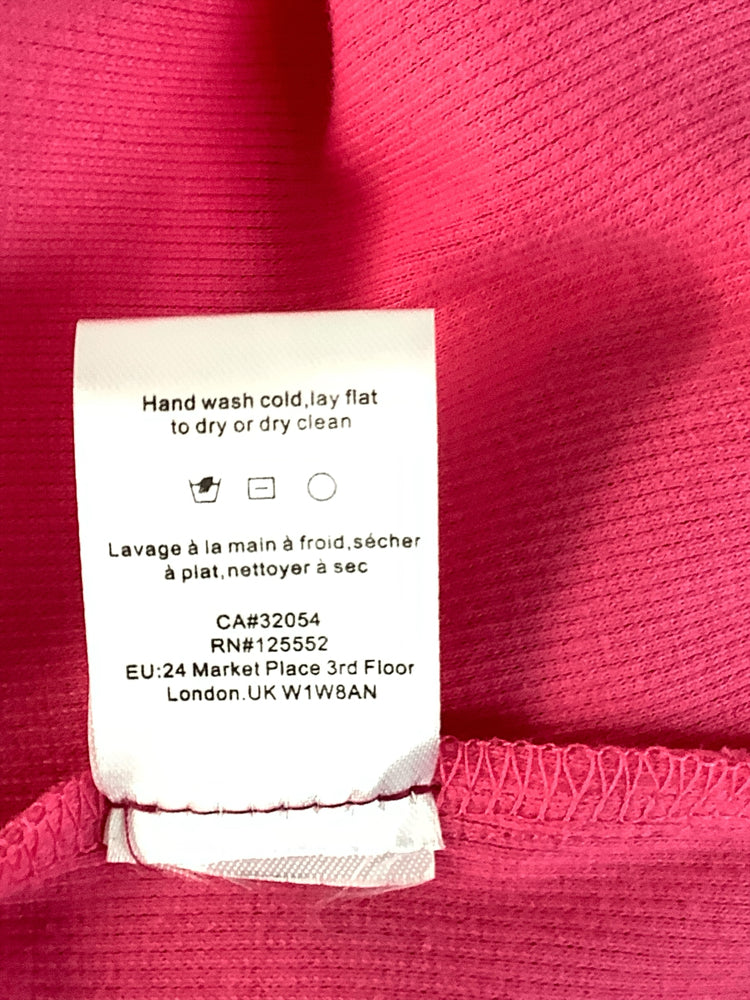 Hand wash cold,lay flat
to dry or dry clean
Lavage à la main à froid,sécher
à plat,nettoyer à sec
CA#32054
RN#125552
EU:24 Market Place 3rd Floor
London.UK W1W8AN